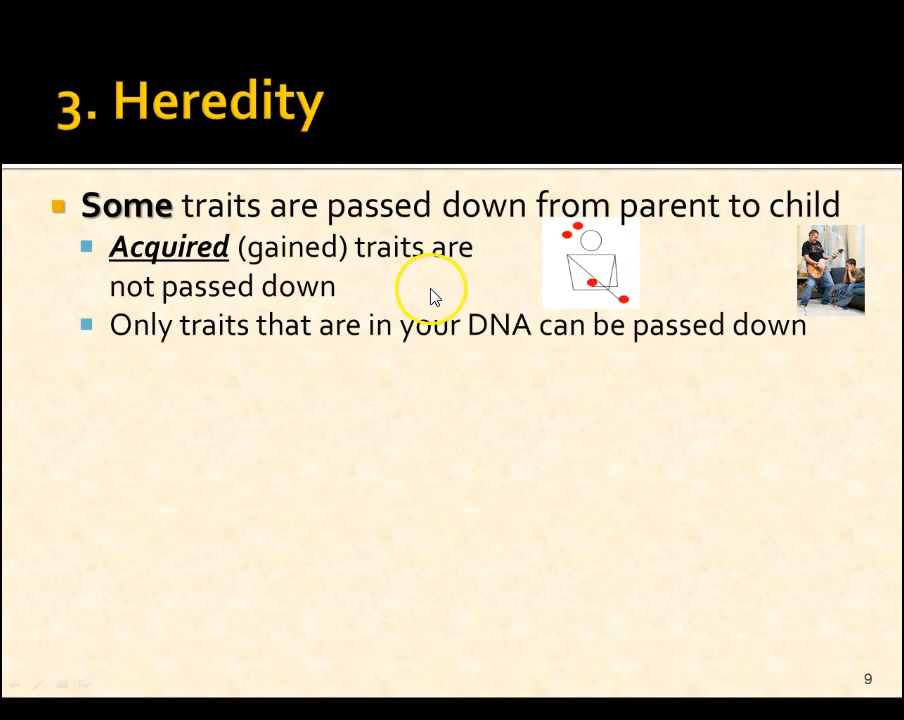 3. Heredity
Some traits are passed down from parent to child
Acquired (gained) traits are
not passed down
Only traits that are in your DNA can be passed down
9